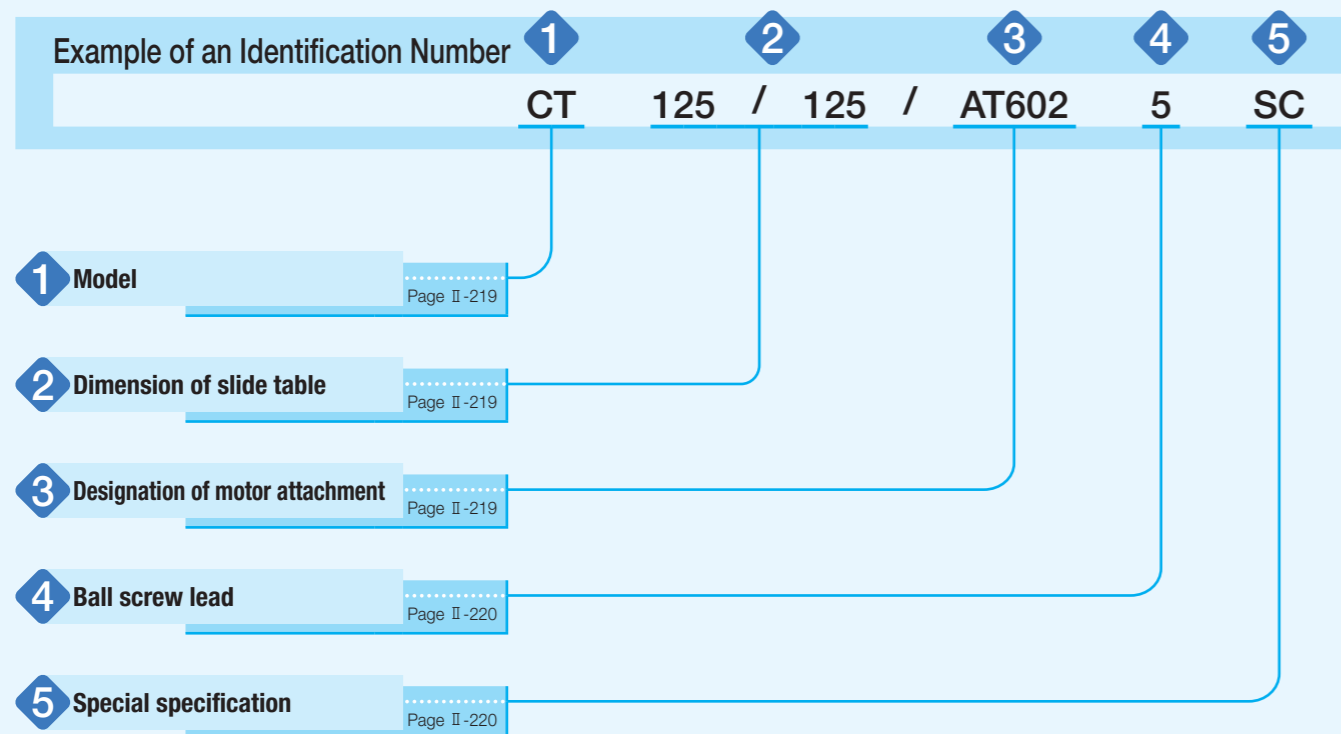 Example of an Identification Number
1 2 3 4 5
CT 125 / 125 / AT602 5 SC
1 Model
Page Ⅱ-219
2 Dimension of slide table
Page Ⅱ-219
3 Designation of motor attachment
Page Ⅱ-219
4 Ball screw lead
Page Ⅱ-220
5 Special specification
Page Ⅱ-220